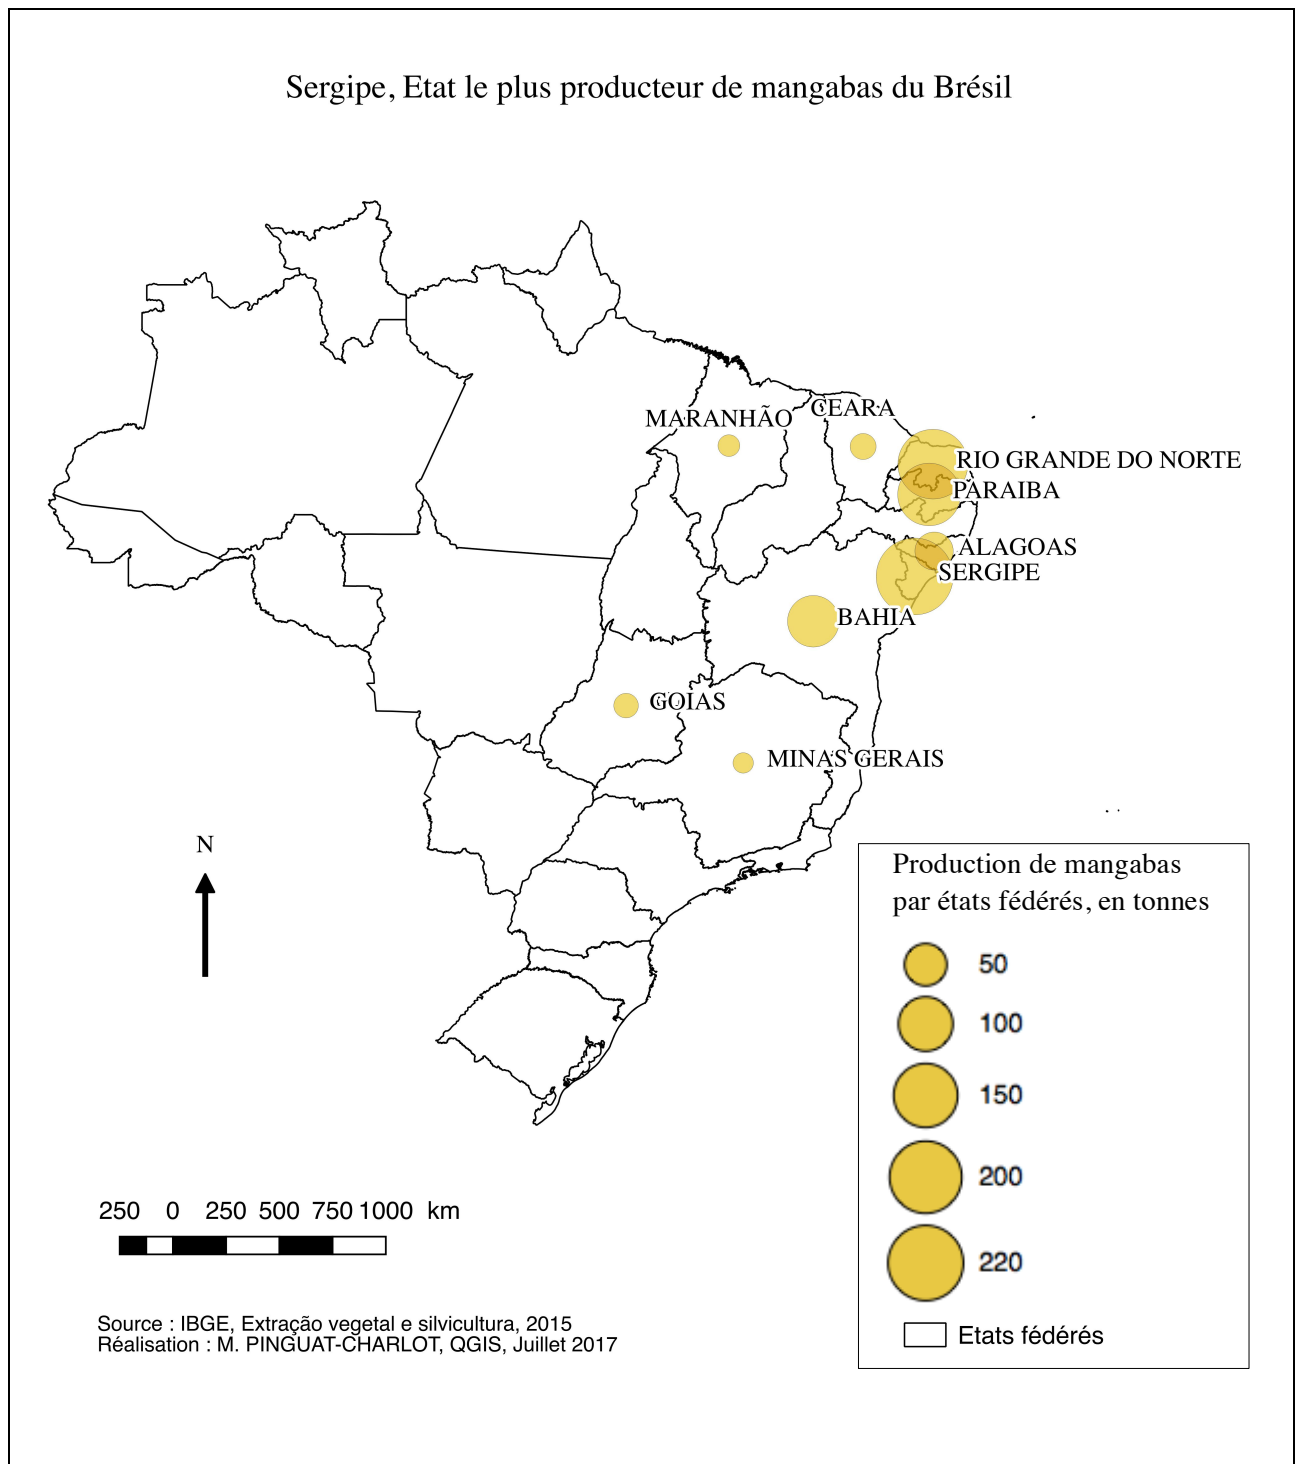 Sergipe, Etat le plus producteur de mangabas du Brésil
MARANHÃO
CEARA
RIO GRANDE DO NORTE
PARAIBA
ALAGOAS
SERGIPE
BAHIA
GOIAS
MINAS GERAIS
N
Production de mangabas
par états fédérés, en tonnes
50
100
150
200
220
Etats fédérés
250 0 250 500 750 1000 km
Source : IBGE, Extração vegetal e silvicultura, 2015
Réalisation : M. PINGUAT-CHARLOT, QGIS, Juillet 2017